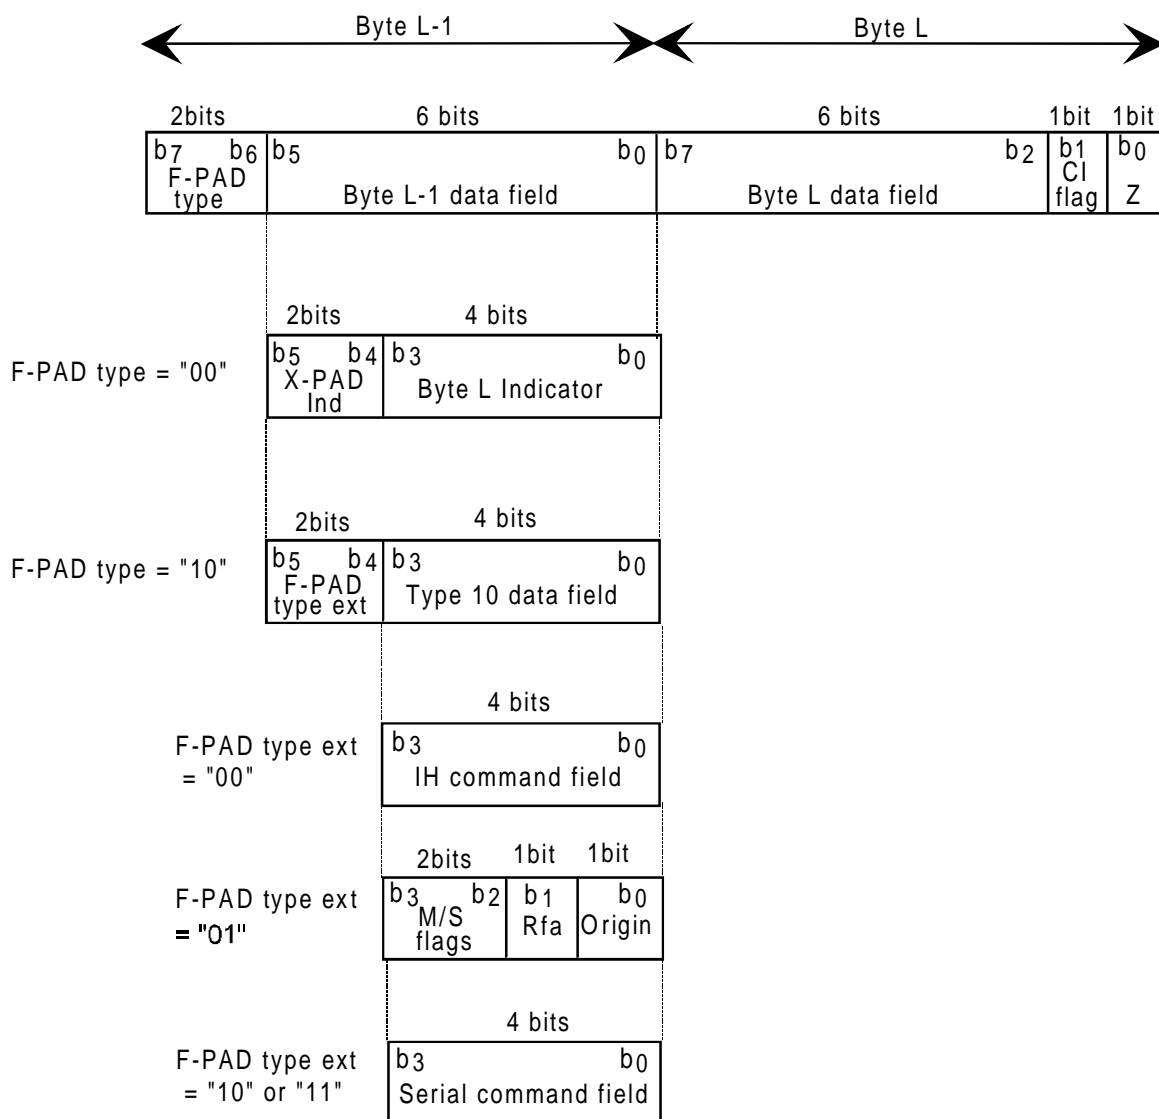 Byte L-1 Byte L
2bits 6 bits 6 bits 1bit 1bit
b7 b6 b5 b0 b7 b2 b1 b0
F-PAD type Byte L-1 data field Byte L data field CI flag Z
2bits 4 bits
F-PAD type = "00"
b5 b4 b3 b0
X-PAD Ind Byte L Indicator
2bits 4 bits
F-PAD type = "10"
b5 b4 b3 b0
F-PAD type ext Type 10 data field
4 bits
F-PAD type ext
= "00"
b3 b0
IH command field
2bits 1bit 1bit
F-PAD type ext
= "01"
b3 b2 b1 b0
M/S flags Rfa Origin
4 bits
F-PAD type ext
= "10" or "11"
b3 b0
Serial command field